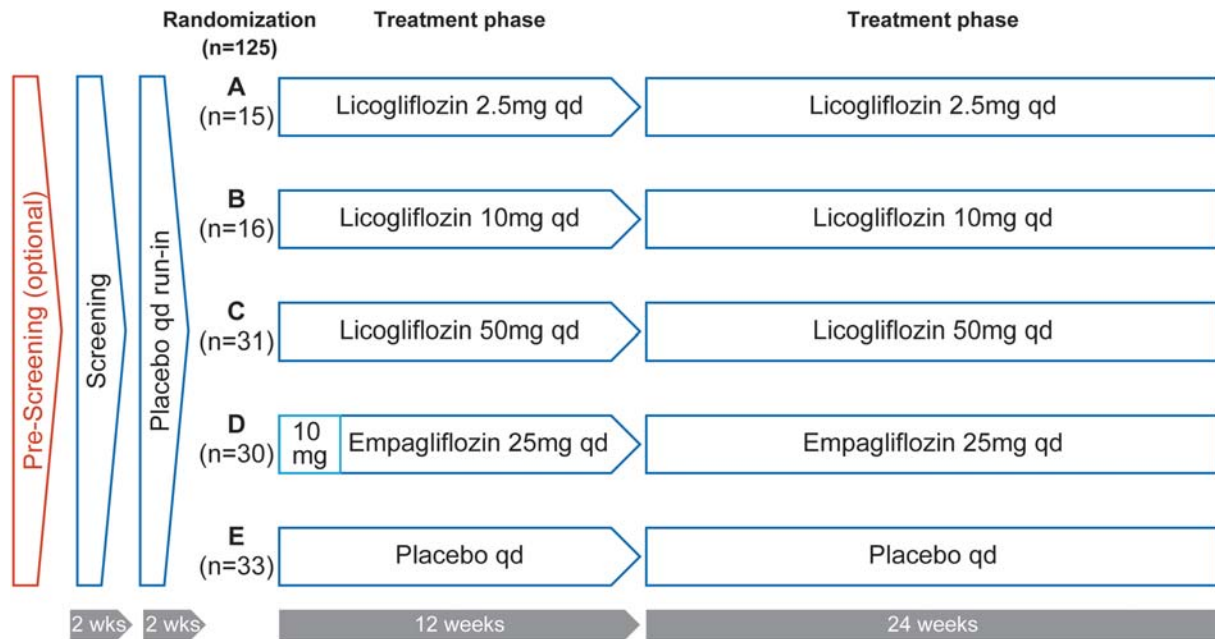 Randomization
(n=125)
Treatment phase
Treatment phase
Pre-Screening (optional)
Screening
Placebo qd run-in
A
(n=15)
Licogliflozin 2.5mg qd
Licogliflozin 2.5mg qd
B
(n=16)
Licogliflozin 10mg qd
Licogliflozin 10mg qd
C
(n=31)
Licogliflozin 50mg qd
Licogliflozin 50mg qd
D
(n=30)
10
mg
Empagliflozin 25mg qd
Empagliflozin 25mg qd
E
(n=33)
Placebo qd
Placebo qd
2 wks
2 wks
12 weeks
24 weeks